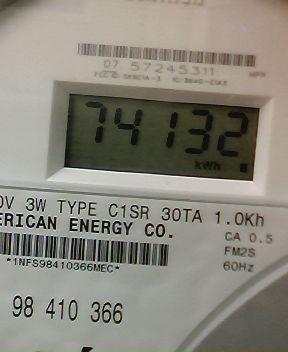 07 57245311
74132
kWh
0V 3W TYPE C1SR 30TA 1.0Kh
ERICAN ENERGY CO.
CA 0.5
FM2S
*1NFS98410366MEC*
60Hz
98 410 366